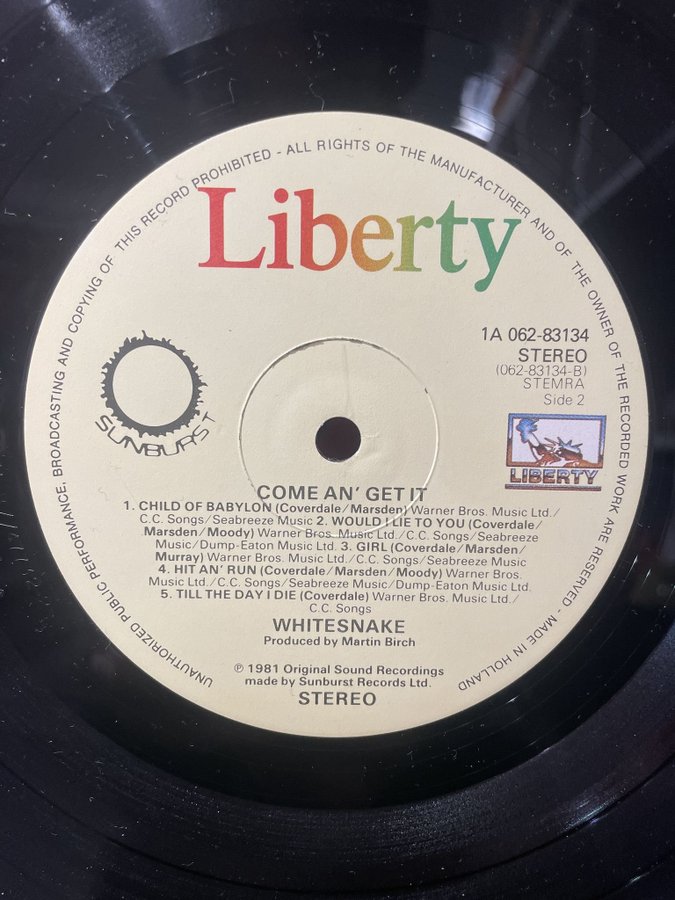 UNAUTHORIZED PUBLIC PERFORMANCE, BROADCASTING AND COPYING OF THIS RECORD PROHIBITED - ALL RIGHTS OF THE MANUFACTURER AND OF THE OWNER OF THE RECORDED WORK ARE RESERVED - MADE IN HOLLAND
Liberty
1A 062-83134
STEREO
(062-83134-B)
STEMRA
Side 2
SUNBURST
LIBERTY
COME AN' GET IT
1. CHILD OF BABYLON (Coverdale/Marsden) Warner Bros. Music Ltd./
C.C. Songs/Seabreeze Music 2. WOULD I LIE TO YOU (Coverdale/
Marsden/Moody) Warner Bros. Music Ltd./C.C. Songs/Seabreeze
Music/Dump-Eaton Music Ltd. 3. GIRL (Coverdale/Marsden/
Murray) Warner Bros. Music Ltd./C.C. Songs/Seabreeze Music
4. HIT AN' RUN (Coverdale/Marsden/Moody) Warner Bros.
Music Ltd./C.C. Songs/Seabreeze Music/Dump-Eaton Music Ltd.
5. TILL THE DAY I DIE (Coverdale) Warner Bros. Music Ltd./
C.C. Songs
WHITESNAKE
Produced by Martin Birch
℗ 1981 Original Sound Recordings
made by Sunburst Records Ltd.
STEREO